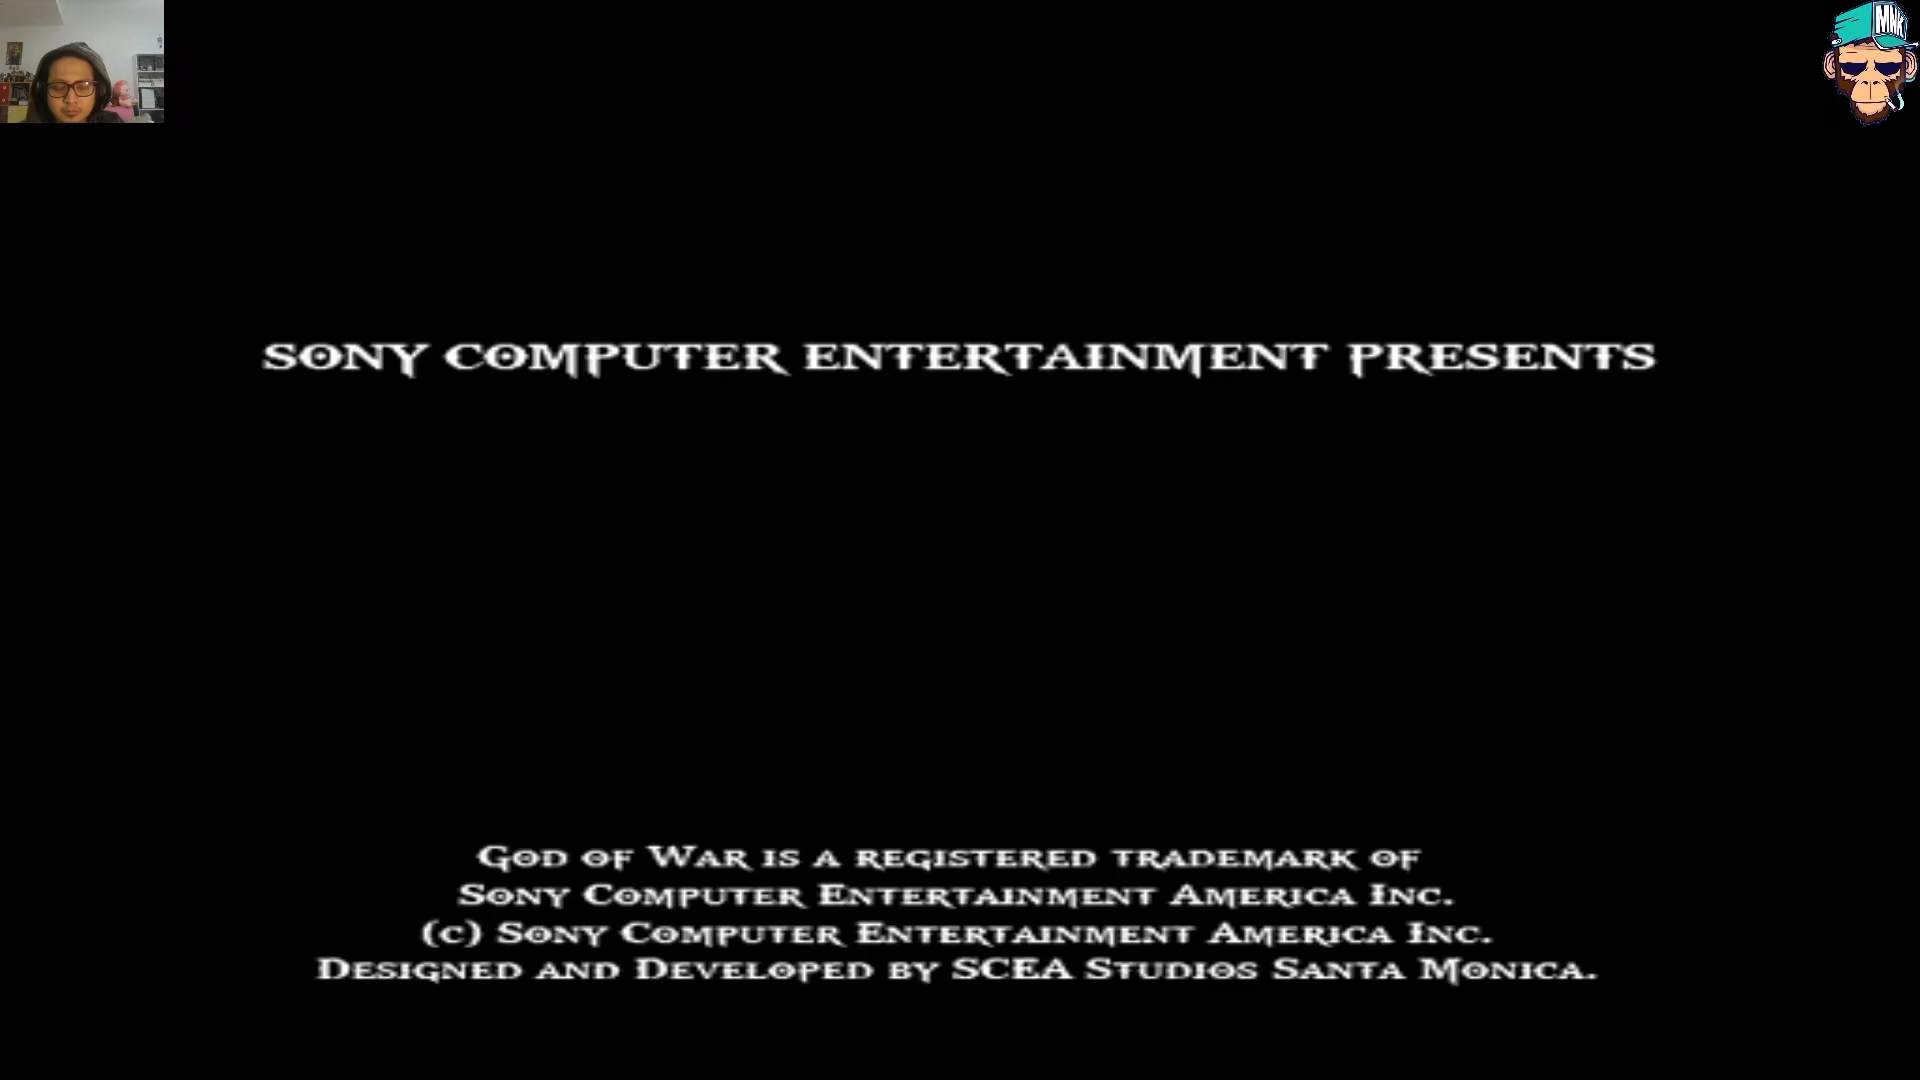 MNK
SONY COMPUTER ENTERTAINMENT PRESENTS
GOD OF WAR IS A REGISTERED TRADEMARK OF
SONY COMPUTER ENTERTAINMENT AMERICA INC.
(C) SONY COMPUTER ENTERTAINMENT AMERICA INC.
DESIGNED AND DEVELOPED BY SCEA STUDIOS SANTA MONICA.